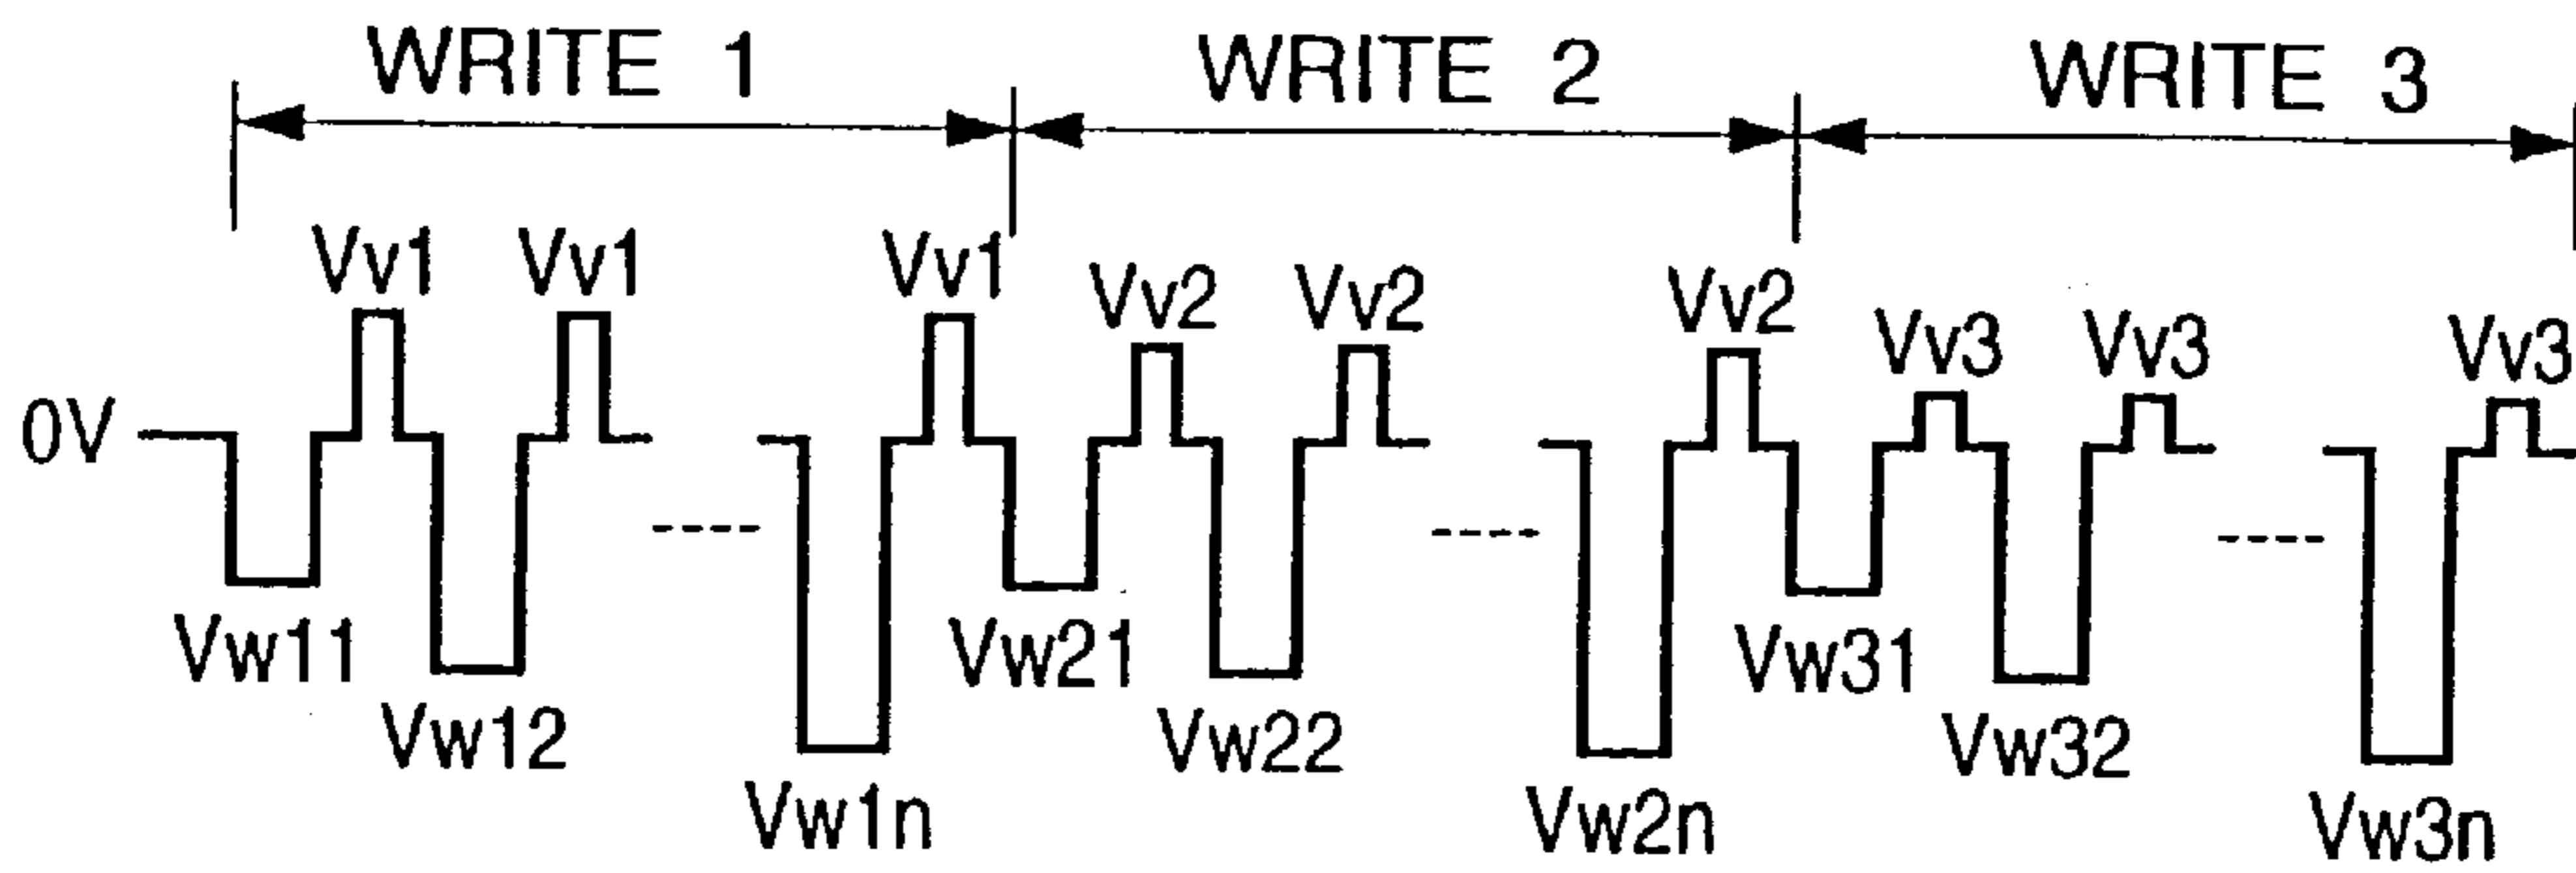 WRITE 1 WRITE 2 WRITE 3
Vv1 Vv1 Vv1 Vv2 Vv2 Vv2 Vv3 Vv3 Vv3
0V
Vw11 Vw21 Vw31
Vw12 Vw22 Vw32
Vw1n Vw2n Vw3n